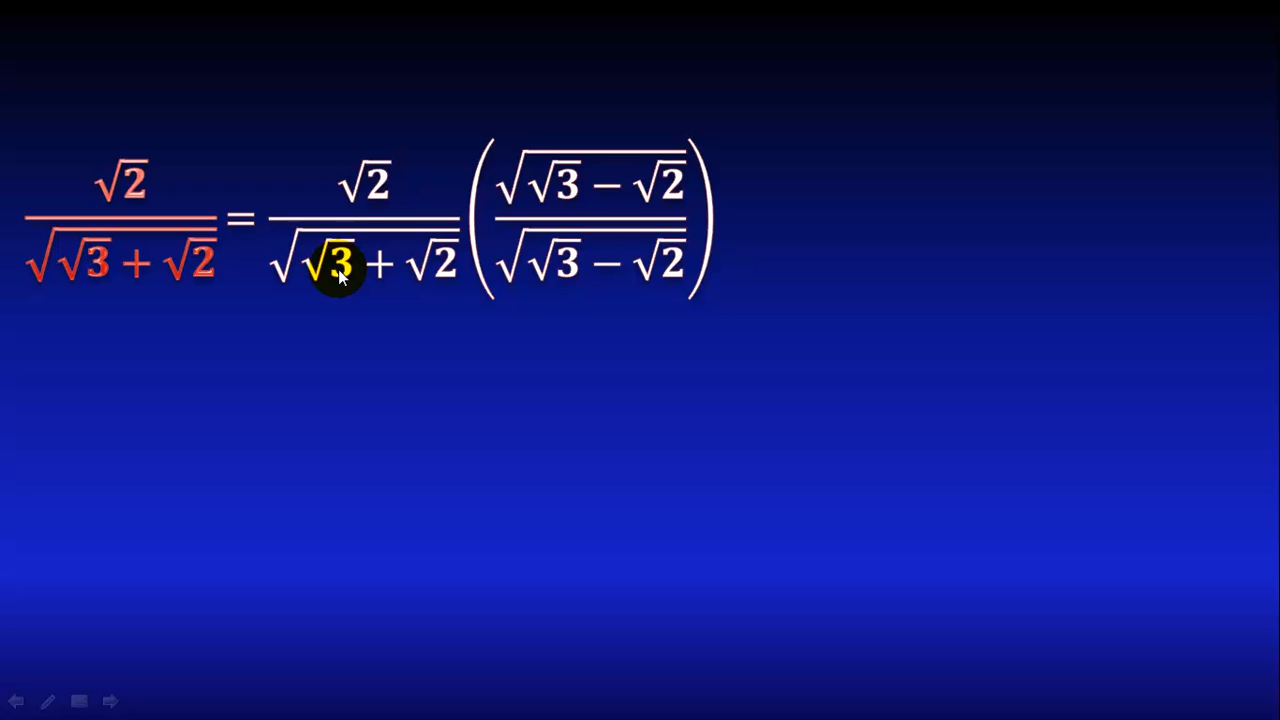 √2 / √(√3 + √2) = √2 / √(√3 + √2) (√(√3 − √2) / √(√3 − √2))